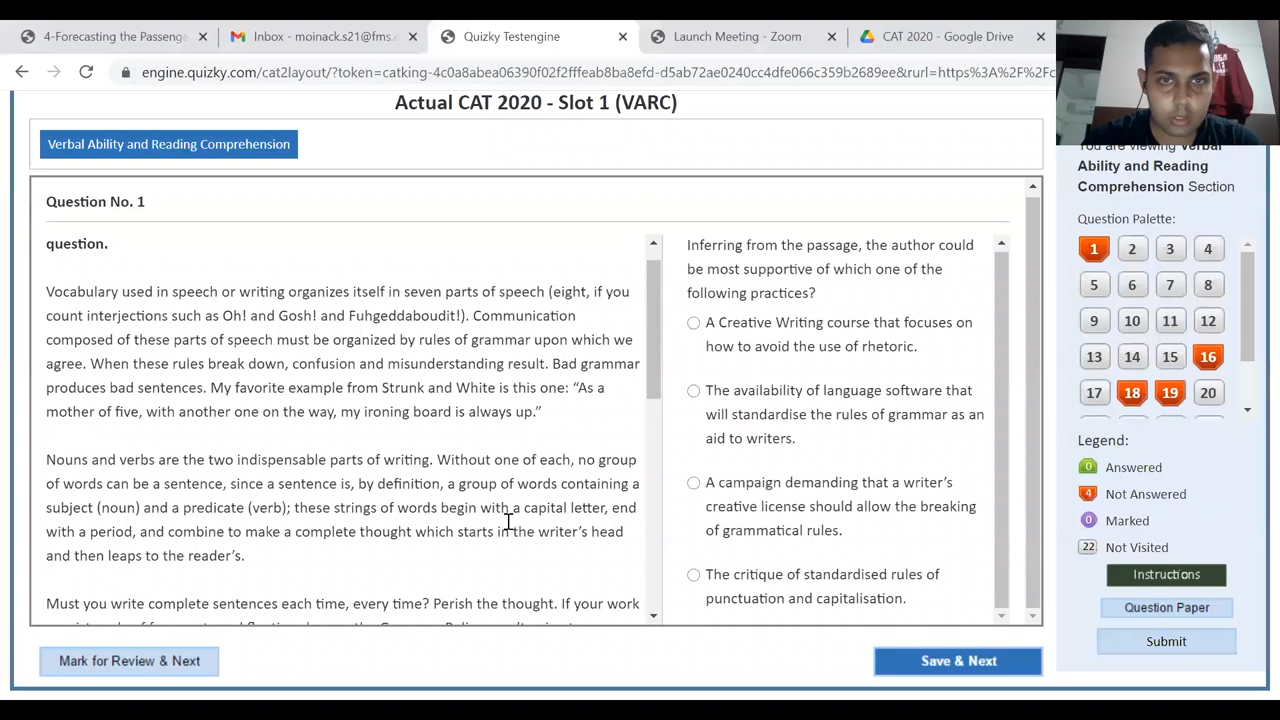 4-Forecasting the Passenge
Inbox - moinack.s21@fms.
Quizky Testengine
Launch Meeting - Zoom
CAT 2020 - Google Drive
engine.quizky.com/cat2layout/?token=catking-4c0a8abea0630f02f2fffeab8ba8efd-d5ab72ae0240cc4dfe066c359b2689ee&rurl=https%3A%2F%2Fc
Actual CAT 2020 - Slot 1 (VARC)
Verbal Ability and Reading Comprehension
Question No. 1
question.
Vocabulary used in speech or writing organizes itself in seven parts of speech (eight, if you
count interjections such as Oh! and Gosh! and Fuhgeddaboudit!). Communication
composed of these parts of speech must be organized by rules of grammar upon which we
agree. When these rules break down, confusion and misunderstanding result. Bad grammar
produces bad sentences. My favorite example from Strunk and White is this one: “As a
mother of five, with another one on the way, my ironing board is always up.”
Nouns and verbs are the two indispensable parts of writing. Without one of each, no group
of words can be a sentence, since a sentence is, by definition, a group of words containing a
subject (noun) and a predicate (verb); these strings of words begin with a capital letter, end
with a period, and combine to make a complete thought which starts in the writer’s head
and then leaps to the reader’s.
Must you write complete sentences each time, every time? Perish the thought. If your work
Inferring from the passage, the author could
be most supportive of which one of the
following practices?
A Creative Writing course that focuses on
how to avoid the use of rhetoric.
The availability of language software that
will standardise the rules of grammar as an
aid to writers.
A campaign demanding that a writer’s
creative license should allow the breaking
of grammatical rules.
The critique of standardised rules of
punctuation and capitalisation.
Mark for Review & Next
Save & Next
You are viewing Verbal
Ability and Reading
Comprehension Section
Question Palette:
1 2 3 4
5 6 7 8
9 10 11 12
13 14 15 16
17 18 19 20
Legend:
0 Answered
4 Not Answered
0 Marked
22 Not Visited
Instructions
Question Paper
Submit